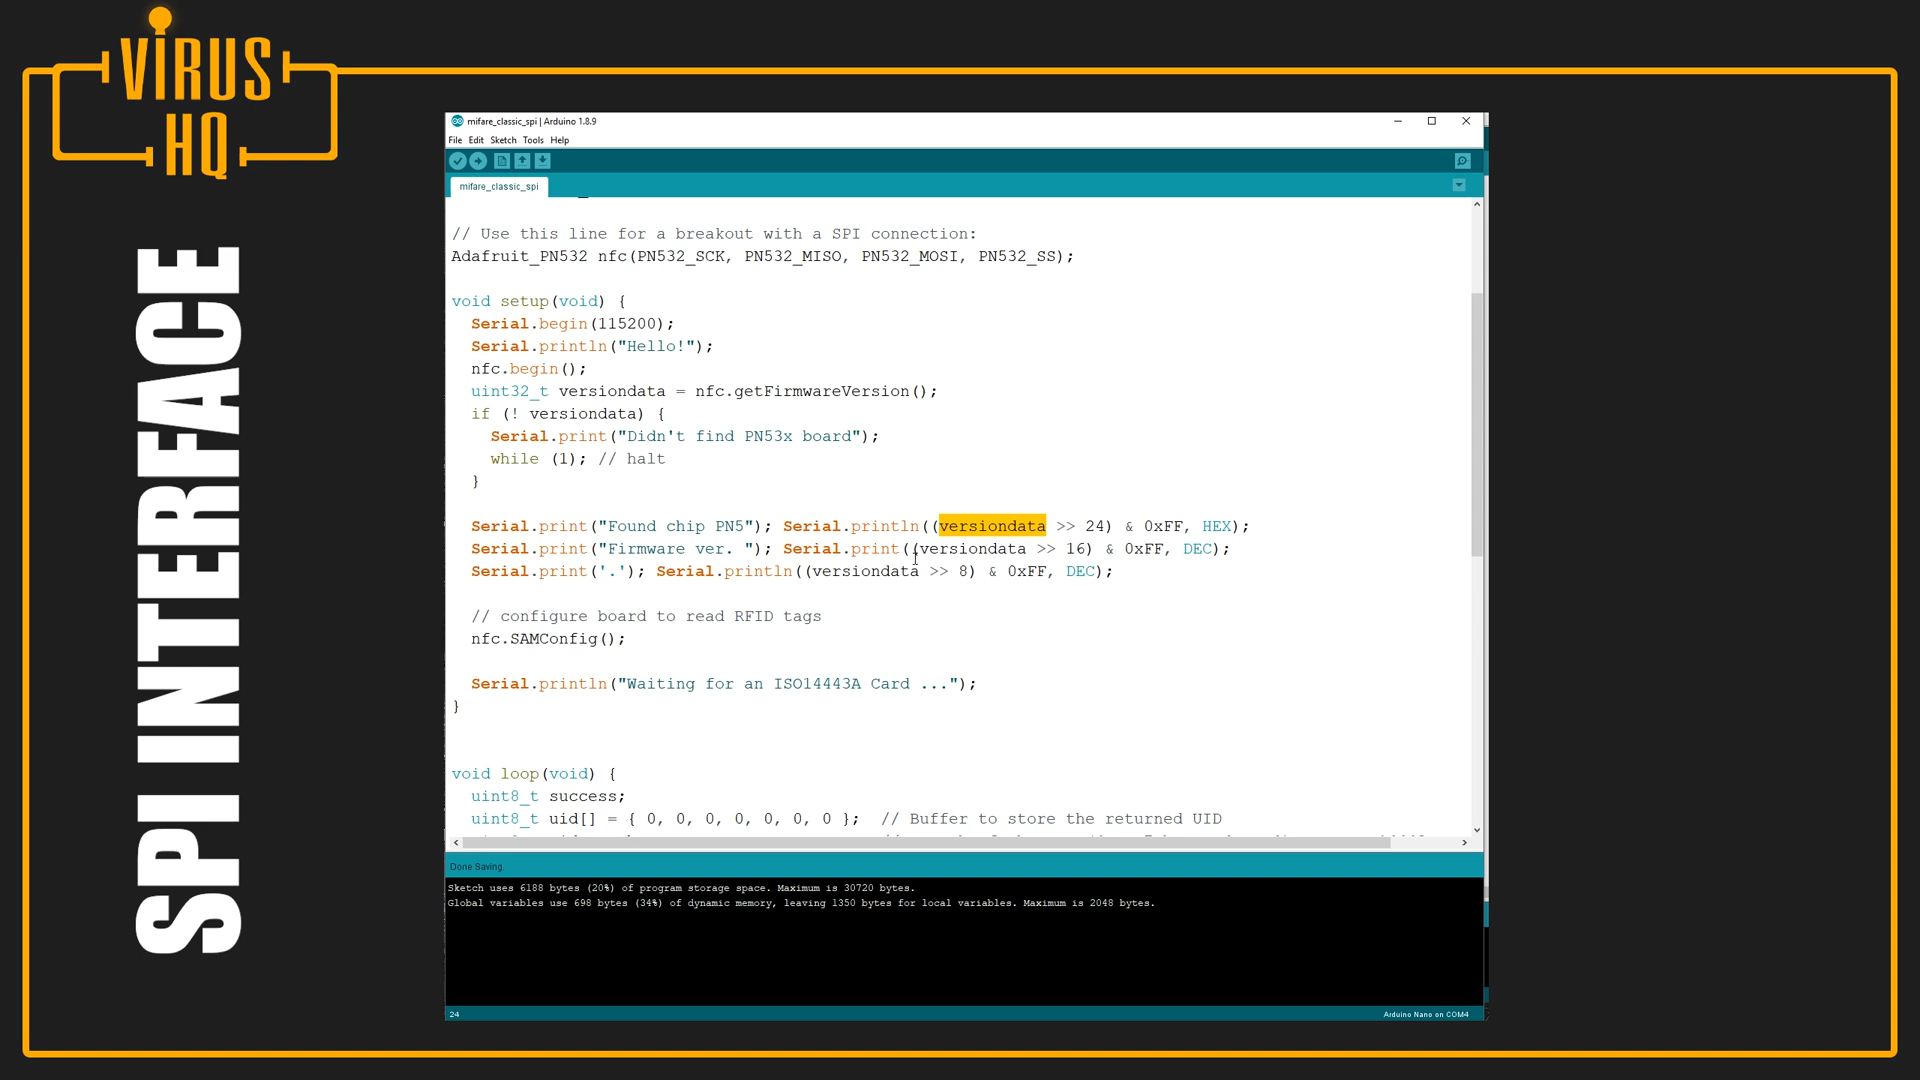 ViRUS
HQ
SPI INTERFACE
mifare_classic_spi | Arduino 1.8.9
File Edit Sketch Tools Help
mifare_classic_spi
// Use this line for a breakout with a SPI connection:
Adafruit_PN532 nfc(PN532_SCK, PN532_MISO, PN532_MOSI, PN532_SS);
void setup(void) {
Serial.begin(115200);
Serial.println("Hello!");
nfc.begin();
uint32_t versiondata = nfc.getFirmwareVersion();
if (! versiondata) {
Serial.print("Didn't find PN53x board");
while (1); // halt
}
Serial.print("Found chip PN5"); Serial.println((versiondata >> 24) & 0xFF, HEX);
Serial.print("Firmware ver. "); Serial.print((versiondata >> 16) & 0xFF, DEC);
Serial.print('.'); Serial.println((versiondata >> 8) & 0xFF, DEC);
// configure board to read RFID tags
nfc.SAMConfig();
Serial.println("Waiting for an ISO14443A Card ...");
}
void loop(void) {
uint8_t success;
uint8_t uid[] = { 0, 0, 0, 0, 0, 0, 0 };  // Buffer to store the returned UID
Done Saving.
Sketch uses 6188 bytes (20%) of program storage space. Maximum is 30720 bytes.
Global variables use 698 bytes (34%) of dynamic memory, leaving 1350 bytes for local variables. Maximum is 2048 bytes.
24
Arduino Nano on COM4